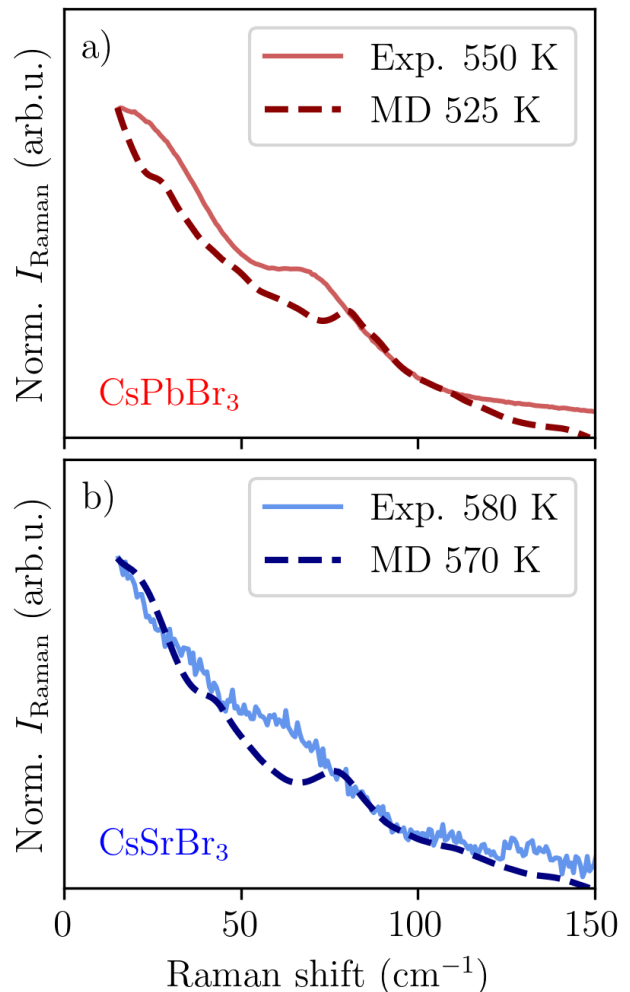 a)
Exp. 550 K
MD 525 K
Norm. I_Raman (arb.u.)
CsPbBr₃
b)
Exp. 580 K
MD 570 K
Norm. I_Raman (arb.u.)
CsSrBr₃
0 50 100 150
Raman shift (cm⁻¹)